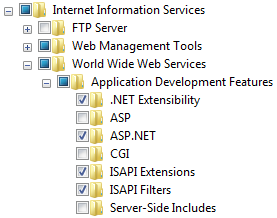 Internet Information Services
FTP Server
Web Management Tools
World Wide Web Services
Application Development Features
.NET Extensibility
ASP
ASP.NET
CGI
ISAPI Extensions
ISAPI Filters
Server-Side Includes